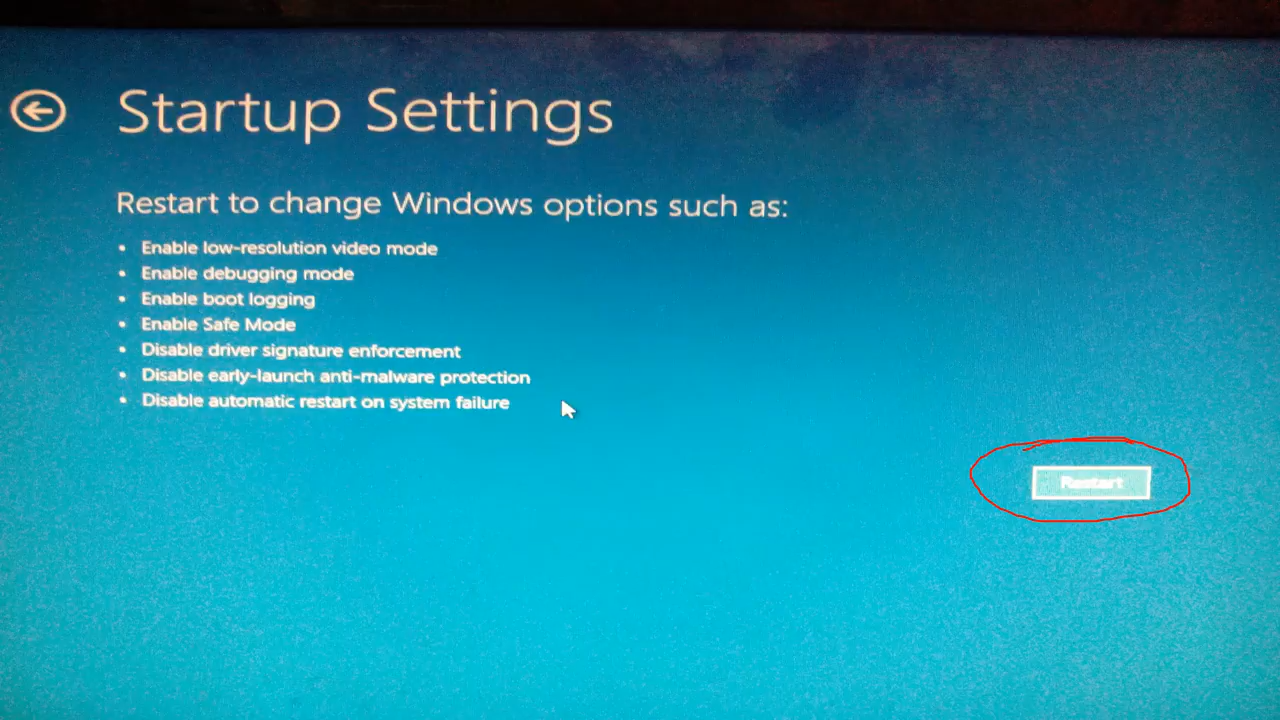 Startup Settings
Restart to change Windows options such as:
• Enable low-resolution video mode
• Enable debugging mode
• Enable boot logging
• Enable Safe Mode
• Disable driver signature enforcement
• Disable early-launch anti-malware protection
• Disable automatic restart on system failure
Restart